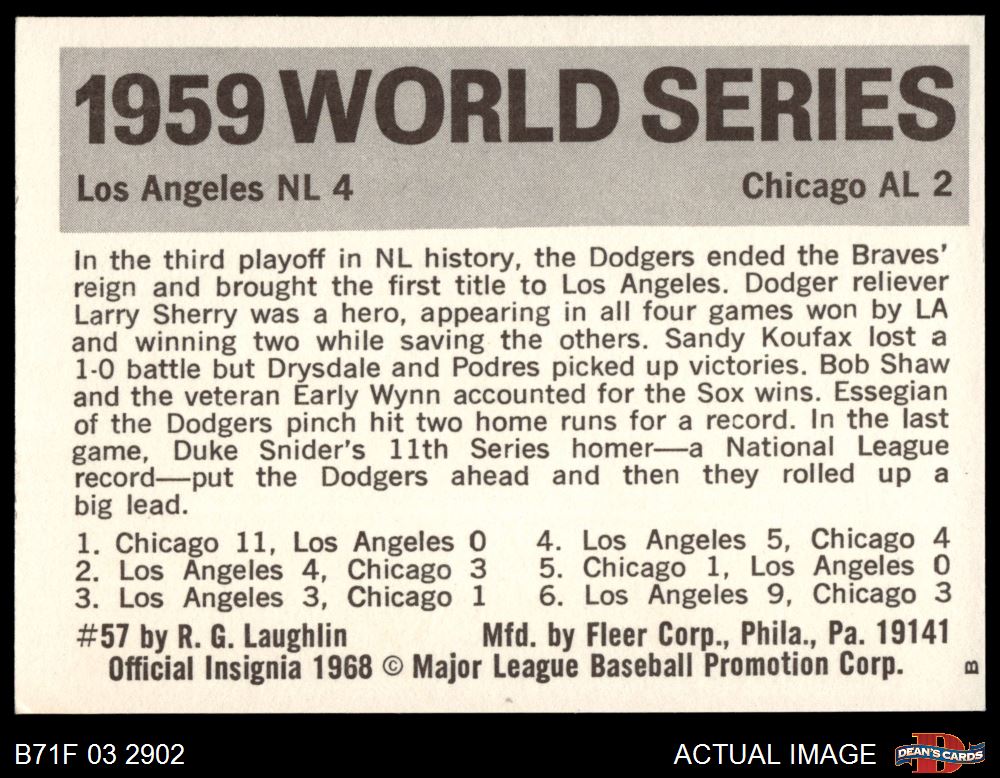 1959 WORLD SERIES
Los Angeles NL 4 Chicago AL 2
In the third playoff in NL history, the Dodgers ended the Braves'
reign and brought the first title to Los Angeles. Dodger reliever
Larry Sherry was a hero, appearing in all four games won by LA
and winning two while saving the others. Sandy Koufax lost a
1-0 battle but Drysdale and Podres picked up victories. Bob Shaw
and the veteran Early Wynn accounted for the Sox wins. Essegian
of the Dodgers pinch hit two home runs for a record. In the last
game, Duke Snider's 11th Series homer—a National League
record—put the Dodgers ahead and then they rolled up a
big lead.
1. Chicago 11, Los Angeles 0 4. Los Angeles 5, Chicago 4
2. Los Angeles 4, Chicago 3 5. Chicago 1, Los Angeles 0
3. Los Angeles 3, Chicago 1 6. Los Angeles 9, Chicago 3
#57 by R. G. Laughlin Mfd. by Fleer Corp., Phila., Pa. 19141
Official Insignia 1968 © Major League Baseball Promotion Corp.
B
B71F 03 2902 ACTUAL IMAGE D DEAN'S CARDS